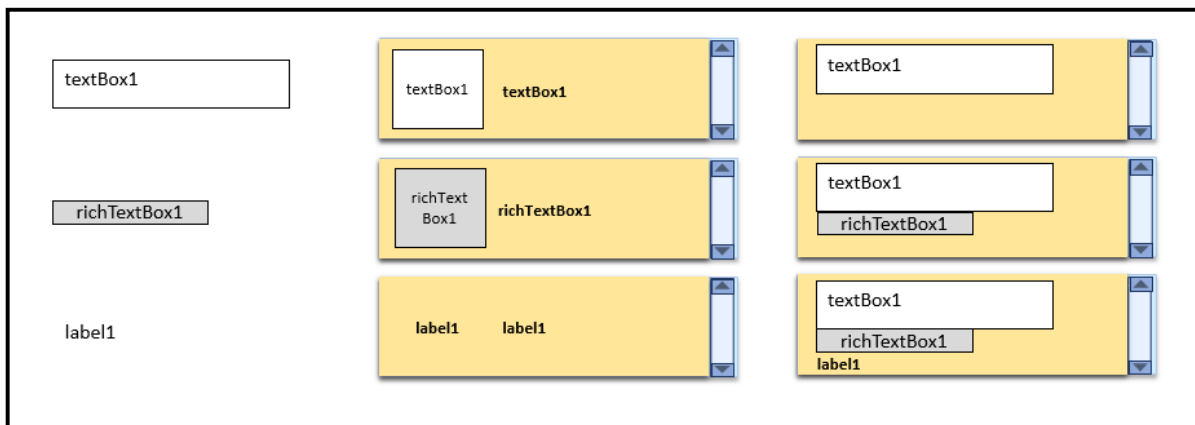 textBox1
textBox1 textBox1
textBox1
richTextBox1
richText
Box1
richTextBox1
textBox1
richTextBox1
label1
label1 label1
textBox1
richTextBox1
label1